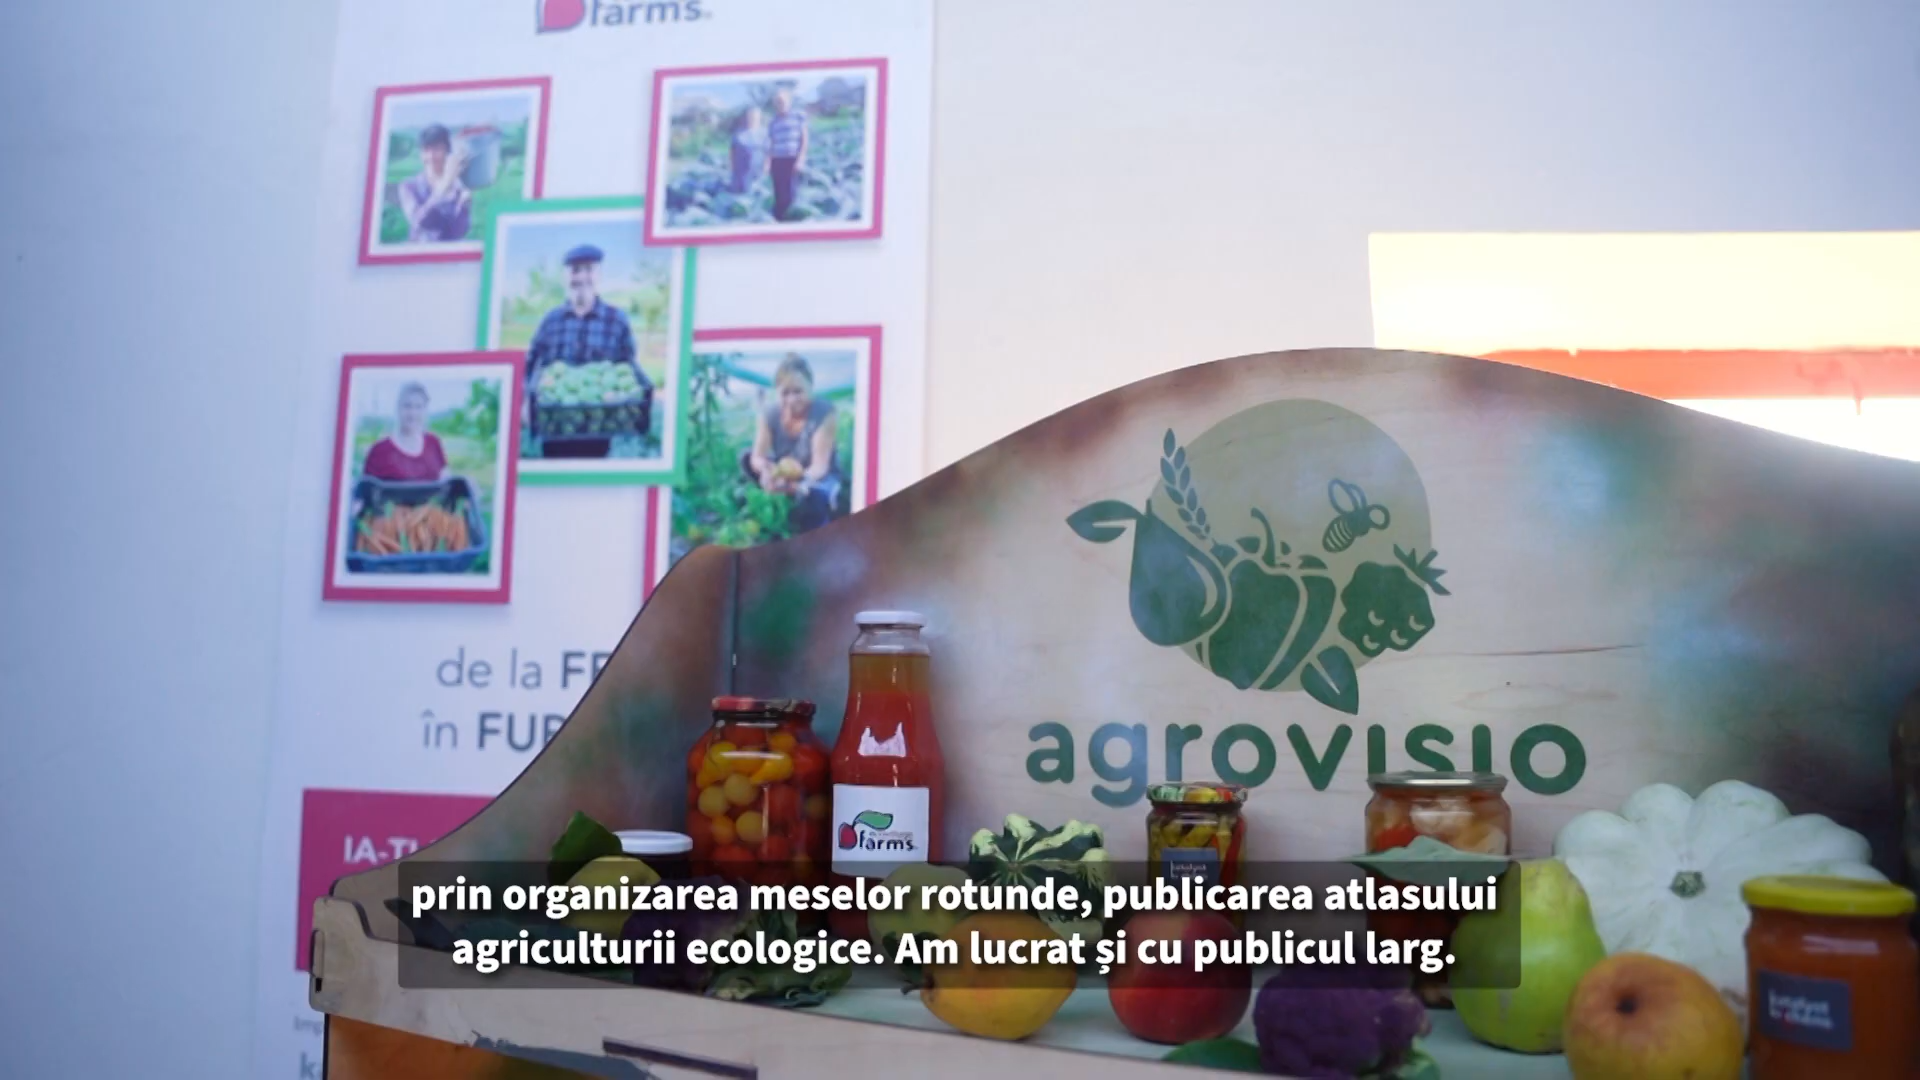 farms
de la
în
IA-ȚI
agrovisio
farms
prin organizarea meselor rotunde, publicarea atlasului
agriculturii ecologice. Am lucrat și cu publicul larg.